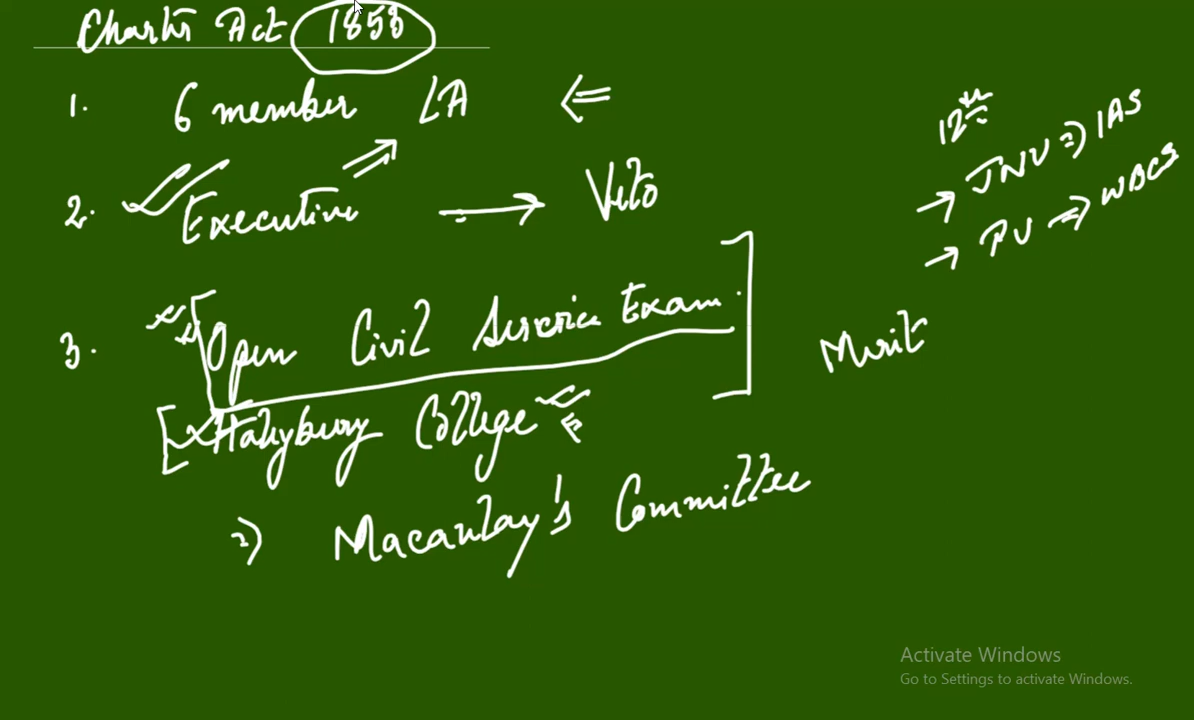 Charter Act 1853
1. 6 member LA ⇐
2. Executive → Veto
3. Open Civil Service Exam
Merit
Haileybury College
⇒ Macaulay's Committee
12th
→ JNU ⇒ IAS
→ PU ⇒ WBCS
Activate Windows
Go to Settings to activate Windows.